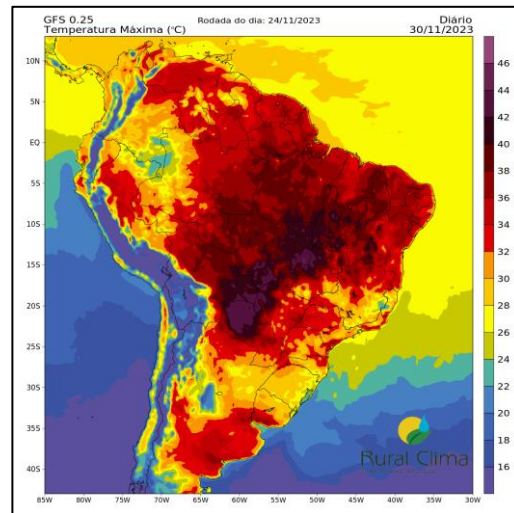 GFS 0.25
Rodada do dia: 24/11/2023
Diário
Temperatura Máxima (°C)
30/11/2023
10N
5N
EQ
5S
10S
15S
20S
25S
30S
35S
40S
85W 80W 75W 70W 65W 60W 55W 50W 45W 40W 35W 30W
46
44
42
40
38
36
34
32
30
28
26
24
22
20
18
16
Rural Clima